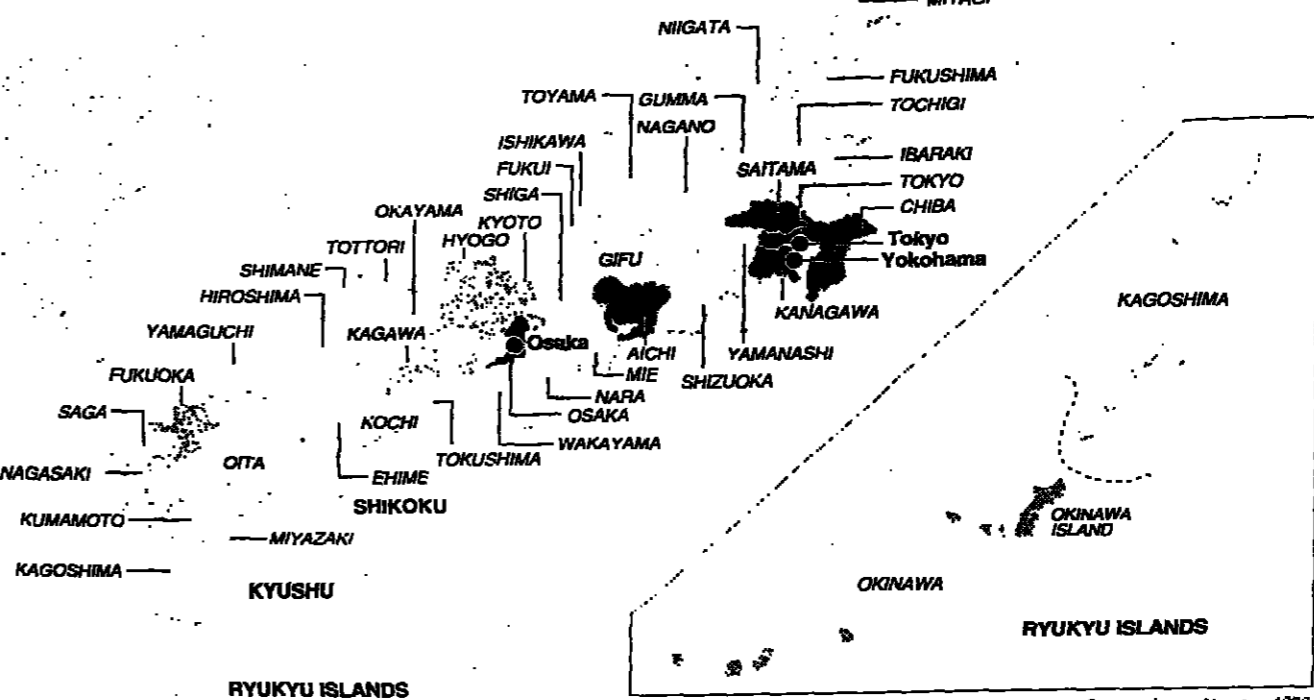 MIYAGI
NIIGATA
FUKUSHIMA
TOYAMA
GUMMA
TOCHIGI
NAGANO
ISHIKAWA
IBARAKI
FUKUI
SAITAMA
TOKYO
SHIGA
CHIBA
OKAYAMA
KYOTO
HYOGO
TOTTORI
Tokyo
Yokohama
GIFU
SHIMANE
HIROSHIMA
KAGOSHIMA
KANAGAWA
YAMAGUCHI
KAGAWA
Osaka
AICHI
YAMANASHI
MIE
SHIZUOKA
FUKUOKA
NARA
SAGA
OSAKA
KOCHI
WAKAYAMA
TOKUSHIMA
OITA
NAGASAKI
EHIME
SHIKOKU
KUMAMOTO
OKINAWA
ISLAND
MIYAZAKI
KAGOSHIMA
KYUSHU
OKINAWA
RYUKYU ISLANDS
RYUKYU ISLANDS